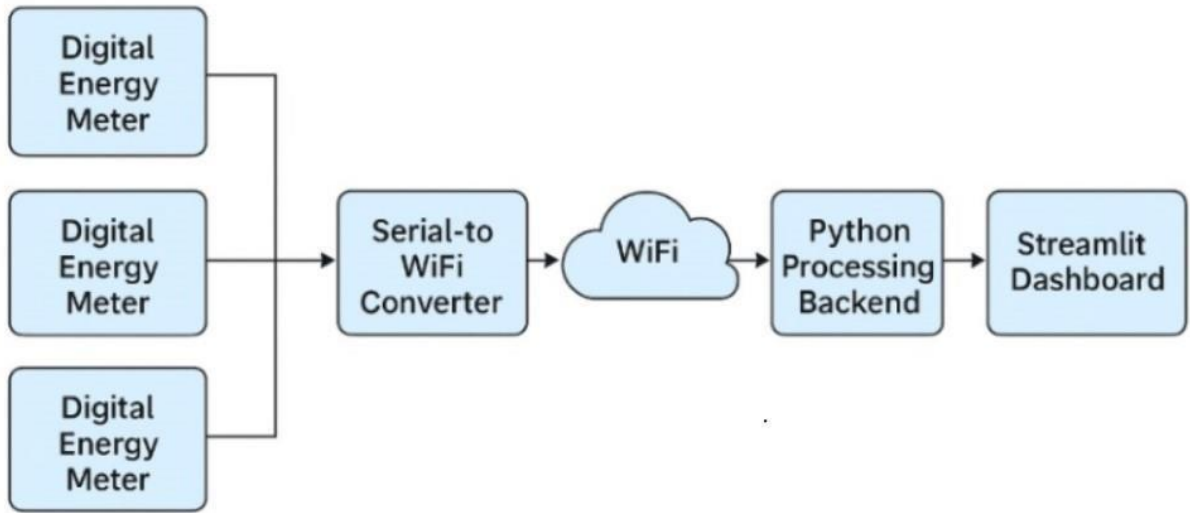 Digital
Energy
Meter
Digital
Energy
Meter
Digital
Energy
Meter
Serial-to
WiFi
Converter
WiFi
Python
Processing
Backend
Streamlit
Dashboard